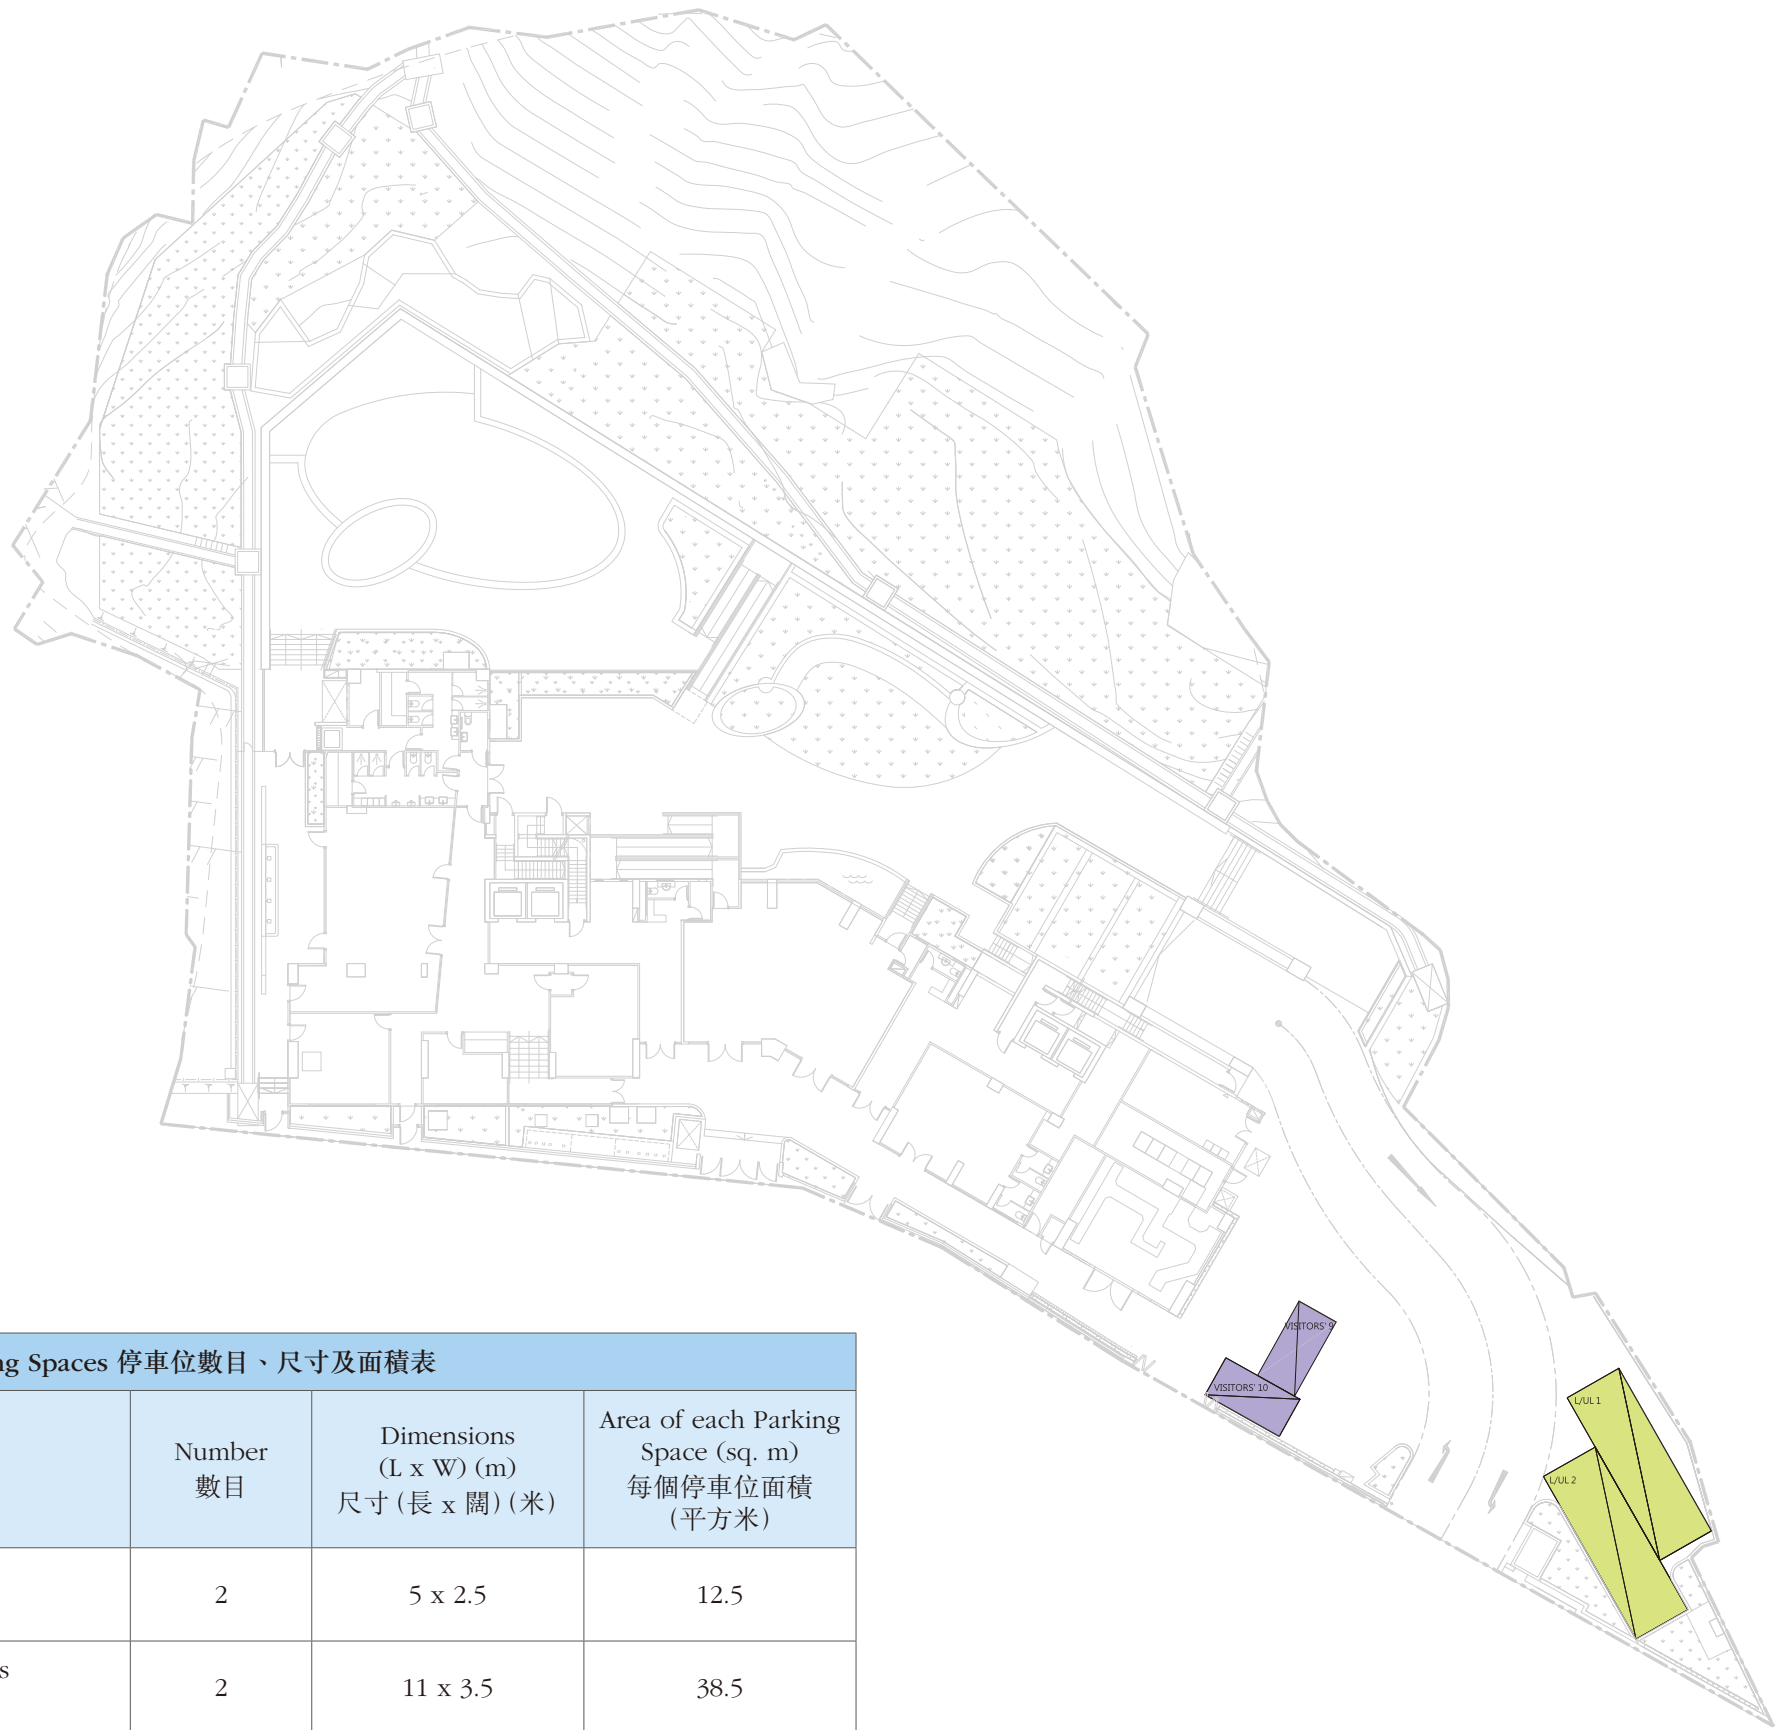 VISITORS' 9
VISITORS' 10
L/UL 1
L/UL 2
ng Spaces 停車位數目、尺寸及面積表
Number
數目
Dimensions
(L x W) (m)
尺寸 (長 x 闊) (米)
Area of each Parking
Space (sq. m)
每個停車位面積
(平方米)
2
5 x 2.5
12.5
s
2
11 x 3.5
38.5